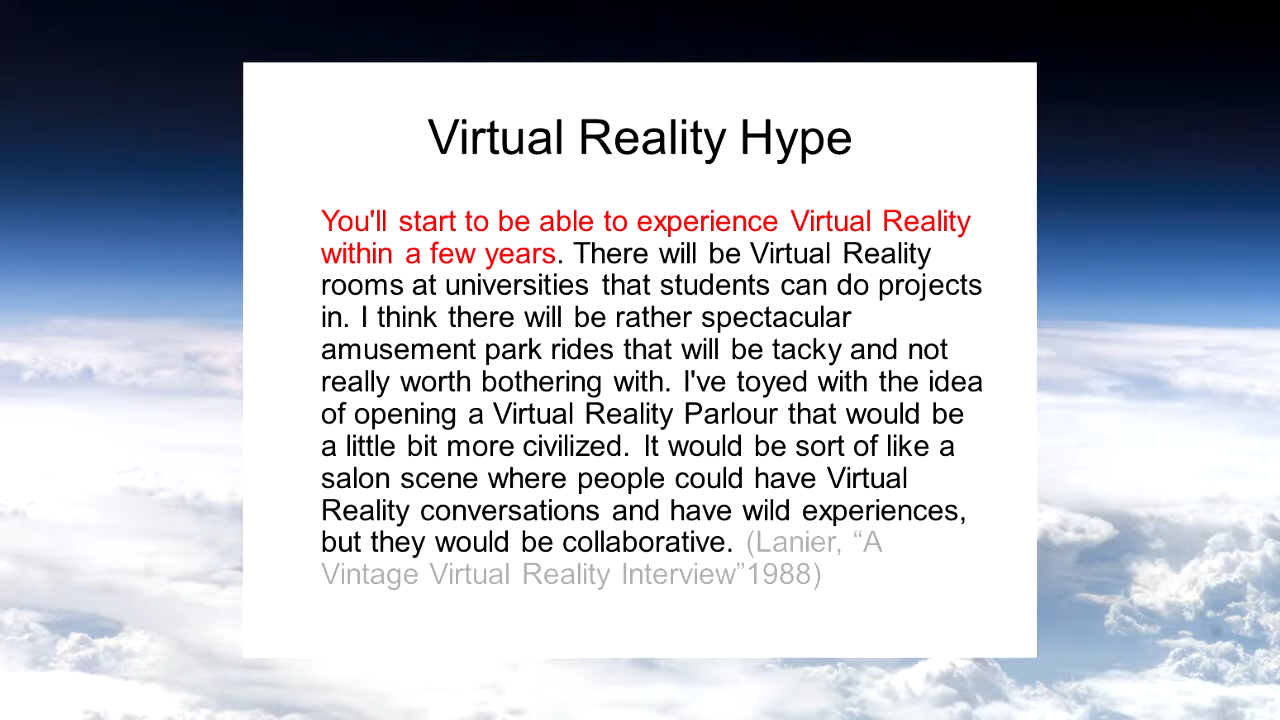 Virtual Reality Hype
You'll start to be able to experience Virtual Reality
within a few years. There will be Virtual Reality
rooms at universities that students can do projects
in. I think there will be rather spectacular
amusement park rides that will be tacky and not
really worth bothering with. I've toyed with the idea
of opening a Virtual Reality Parlour that would be
a little bit more civilized. It would be sort of like a
salon scene where people could have Virtual
Reality conversations and have wild experiences,
but they would be collaborative. (Lanier, “A
Vintage Virtual Reality Interview”1988)